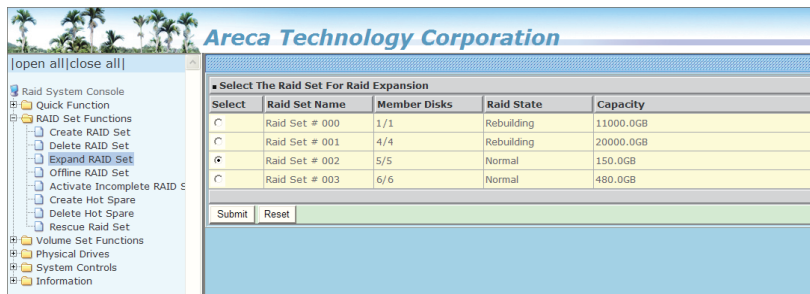 Areca Technology Corporation
|open all|close all|
Raid System Console
Quick Function
RAID Set Functions
Create RAID Set
Delete RAID Set
Expand RAID Set
Offline RAID Set
Activate Incomplete RAID S
Create Hot Spare
Delete Hot Spare
Rescue Raid Set
Volume Set Functions
Physical Drives
System Controls
Information
Select The Raid Set For Raid Expansion
Select Raid Set Name Member Disks Raid State Capacity
Raid Set # 000 1/1 Rebuilding 11000.0GB
Raid Set # 001 4/4 Rebuilding 20000.0GB
Raid Set # 002 5/5 Normal 150.0GB
Raid Set # 003 6/6 Normal 480.0GB
Submit Reset